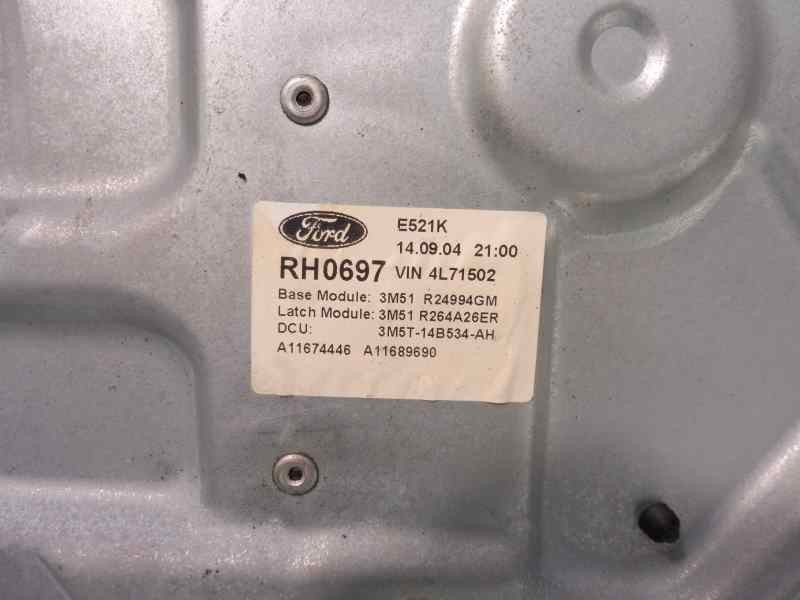 Ford
E521K
14.09.04 21:00
RH0697 VIN 4L71502
Base Module: 3M51 R24994GM
Latch Module: 3M51 R264A26ER
DCU: 3M5T-14B534-AH
A11674446 A11689690